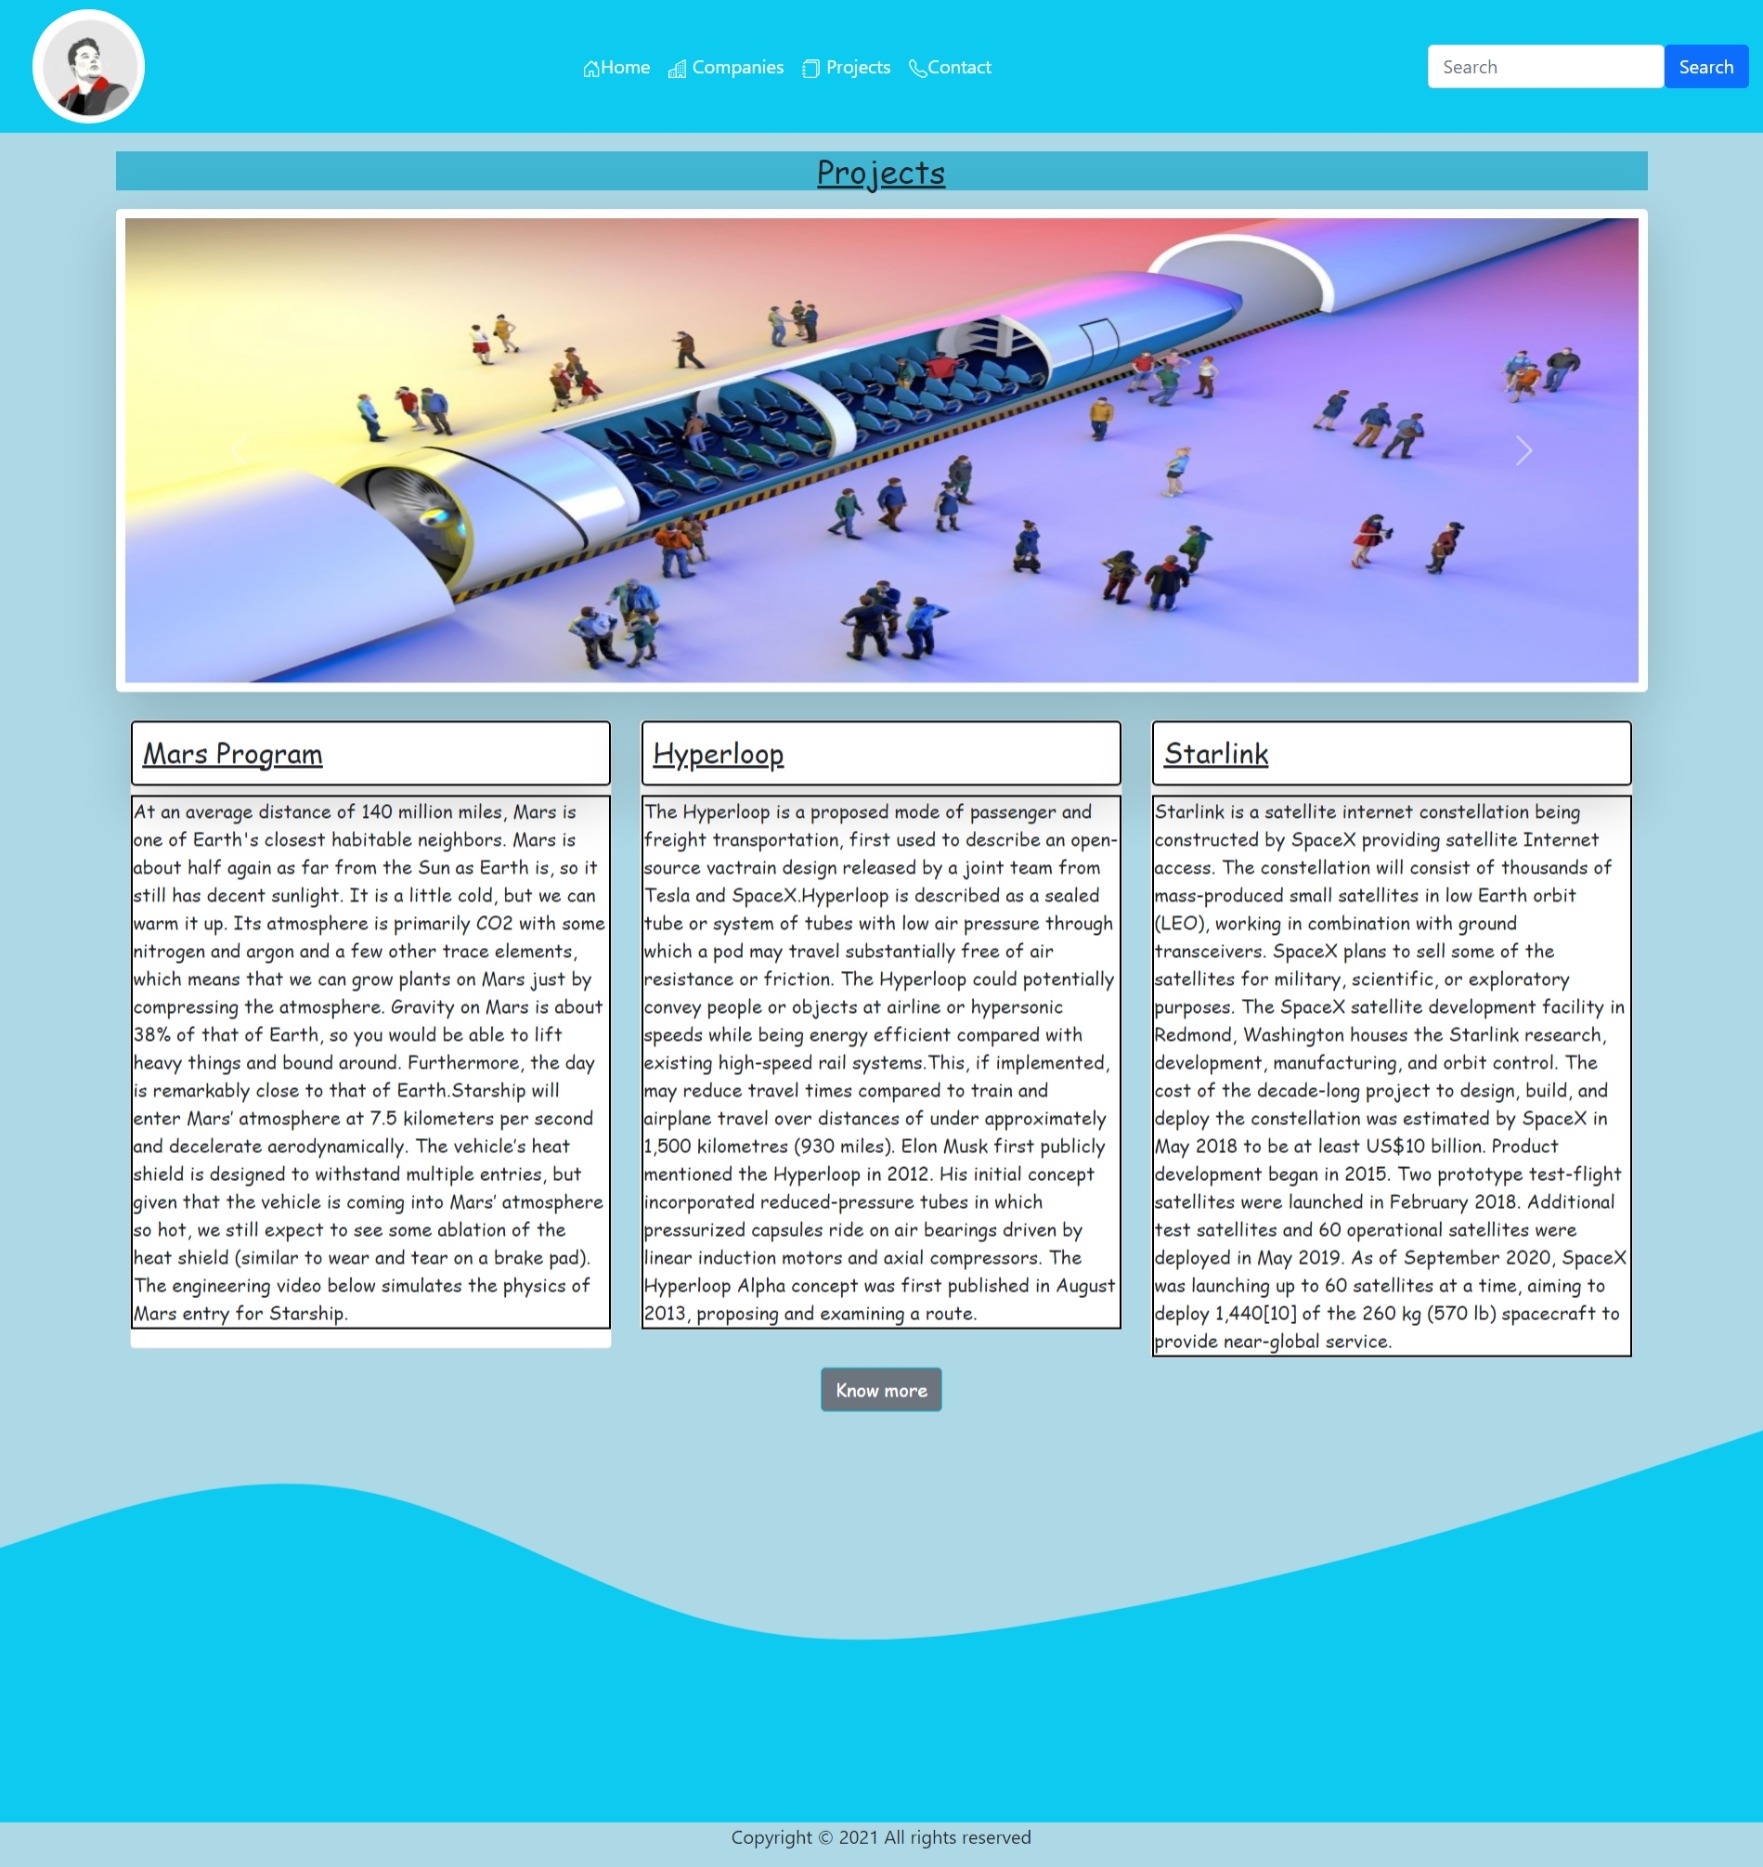 Home Companies Projects Contact Search Search
Projects
Mars Program
At an average distance of 140 million miles, Mars is
one of Earth's closest habitable neighbors. Mars is
about half again as far from the Sun as Earth is, so it
still has decent sunlight. It is a little cold, but we can
warm it up. Its atmosphere is primarily CO2 with some
nitrogen and argon and a few other trace elements,
which means that we can grow plants on Mars just by
compressing the atmosphere. Gravity on Mars is about
38% of that of Earth, so you would be able to lift
heavy things and bound around. Furthermore, the day
is remarkably close to that of Earth.Starship will
enter Mars’ atmosphere at 7.5 kilometers per second
and decelerate aerodynamically. The vehicle’s heat
shield is designed to withstand multiple entries, but
given that the vehicle is coming into Mars’ atmosphere
so hot, we still expect to see some ablation of the
heat shield (similar to wear and tear on a brake pad).
The engineering video below simulates the physics of
Mars entry for Starship.
Hyperloop
The Hyperloop is a proposed mode of passenger and
freight transportation, first used to describe an open-
source vactrain design released by a joint team from
Tesla and SpaceX.Hyperloop is described as a sealed
tube or system of tubes with low air pressure through
which a pod may travel substantially free of air
resistance or friction. The Hyperloop could potentially
convey people or objects at airline or hypersonic
speeds while being energy efficient compared with
existing high-speed rail systems.This, if implemented,
may reduce travel times compared to train and
airplane travel over distances of under approximately
1,500 kilometres (930 miles). Elon Musk first publicly
mentioned the Hyperloop in 2012. His initial concept
incorporated reduced-pressure tubes in which
pressurized capsules ride on air bearings driven by
linear induction motors and axial compressors. The
Hyperloop Alpha concept was first published in August
2013, proposing and examining a route.
Starlink
Starlink is a satellite internet constellation being
constructed by SpaceX providing satellite Internet
access. The constellation will consist of thousands of
mass-produced small satellites in low Earth orbit
(LEO), working in combination with ground
transceivers. SpaceX plans to sell some of the
satellites for military, scientific, or exploratory
purposes. The SpaceX satellite development facility in
Redmond, Washington houses the Starlink research,
development, manufacturing, and orbit control. The
cost of the decade-long project to design, build, and
deploy the constellation was estimated by SpaceX in
May 2018 to be at least US$10 billion. Product
development began in 2015. Two prototype test-flight
satellites were launched in February 2018. Additional
test satellites and 60 operational satellites were
deployed in May 2019. As of September 2020, SpaceX
was launching up to 60 satellites at a time, aiming to
deploy 1,440[10] of the 260 kg (570 lb) spacecraft to
provide near-global service.
Know more
Copyright © 2021 All rights reserved